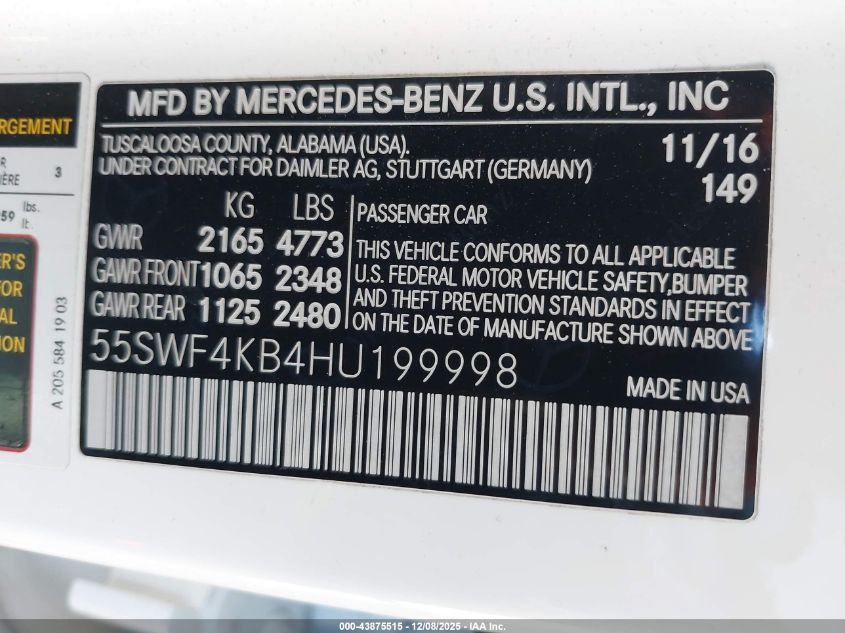 RGEMENT
R
IÈRE 3
959 lbs.
lb.
ER'S
TOR
AL
ION
A 205 584 19 03
MFD BY MERCEDES-BENZ U.S. INTL., INC
TUSCALOOSA COUNTY, ALABAMA (USA).
UNDER CONTRACT FOR DAIMLER AG, STUTTGART (GERMANY)
11/16
149
KG LBS
GVWR 2165 4773
GAWR FRONT 1065 2348
GAWR REAR 1125 2480
PASSENGER CAR
THIS VEHICLE CONFORMS TO ALL APPLICABLE
U.S. FEDERAL MOTOR VEHICLE SAFETY,BUMPER
AND THEFT PREVENTION STANDARDS IN EFFECT
ON THE DATE OF MANUFACTURE SHOWN ABOVE
55SWF4KB4HU199998
MADE IN USA
000-43875515 - 12/08/2025 - IAA Inc.